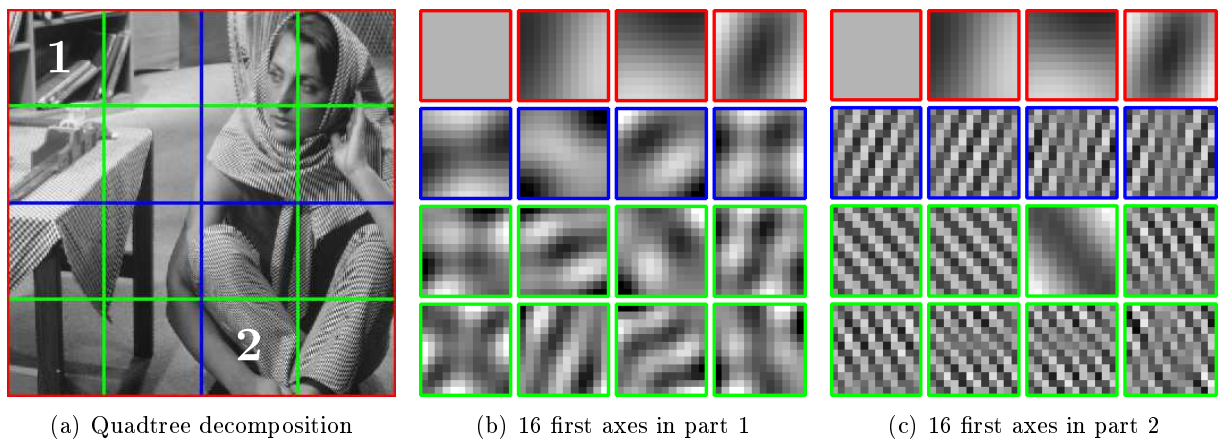 1
2
(a) Quadtree decomposition
(b) 16 first axes in part 1
(c) 16 first axes in part 2